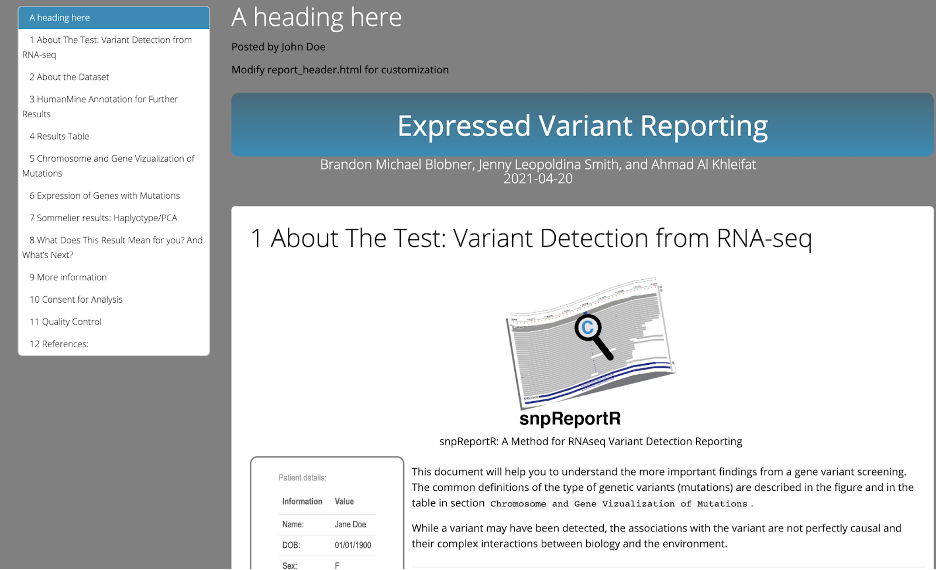 A heading here
1 About The Test: Variant Detection from
RNA-seq
2 About the Dataset
3 HumanMine Annotation for Further
Results
4 Results Table
5 Chromosome and Gene Vizualization of
Mutations
6 Expression of Genes with Mutations
7 Sommelier results: Haplyotype/PCA
8 What Does This Result Mean for you? And
What's Next?
9 More information
10 Consent for Analysis
11 Quality Control
12 References:
A heading here
Posted by John Doe
Modify report_header.html for customization
Expressed Variant Reporting
Brandon Michael Blobner, Jenny Leopoldina Smith, and Ahmad Al Khleifat
2021-04-20
1 About The Test: Variant Detection from RNA-seq
C
snpReportR
snpReportR: A Method for RNAseq Variant Detection Reporting
Patient details:
Information Value
Name: Jane Doe
DOB: 01/01/1900
Sex: F
This document will help you to understand the more important findings from a gene variant screening.
The common definitions of the type of genetic variants (mutations) are described in the figure and in the
table in section Chromosome and Gene Vizualization of Mutations .
While a variant may have been detected, the associations with the variant are not perfectly causal and
their complex interactions between biology and the environment.